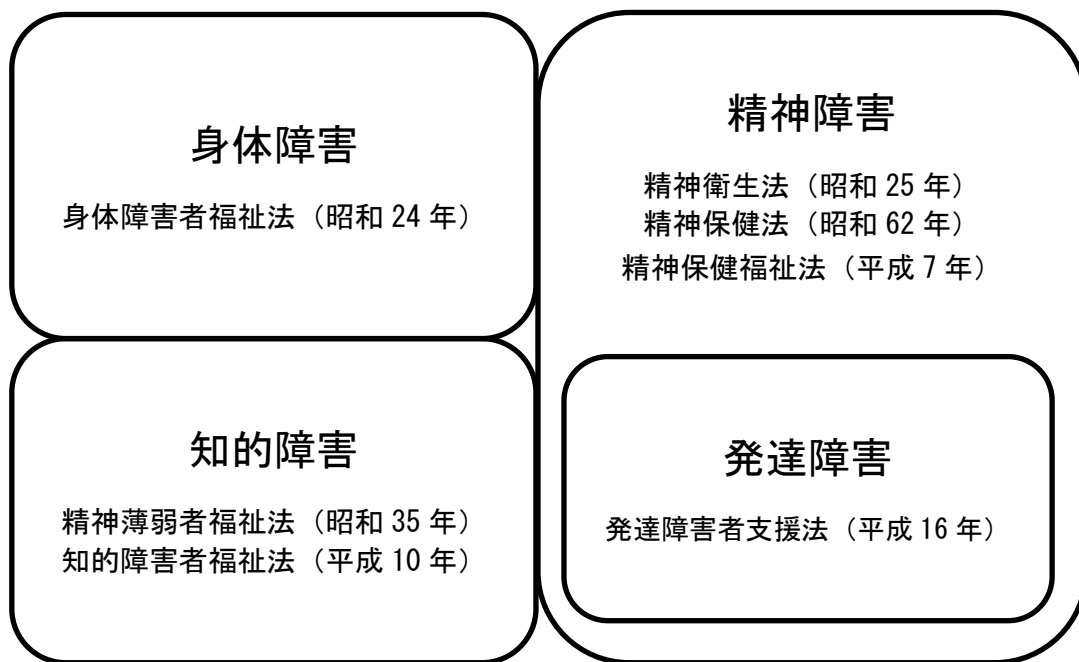 身体障害
身体障害者福祉法（昭和 24 年）
精神障害
精神衛生法（昭和 25 年）
精神保健法（昭和 62 年）
精神保健福祉法（平成 7 年）
知的障害
精神薄弱者福祉法（昭和 35 年）
知的障害者福祉法（平成 10 年）
発達障害
発達障害者支援法（平成 16 年）